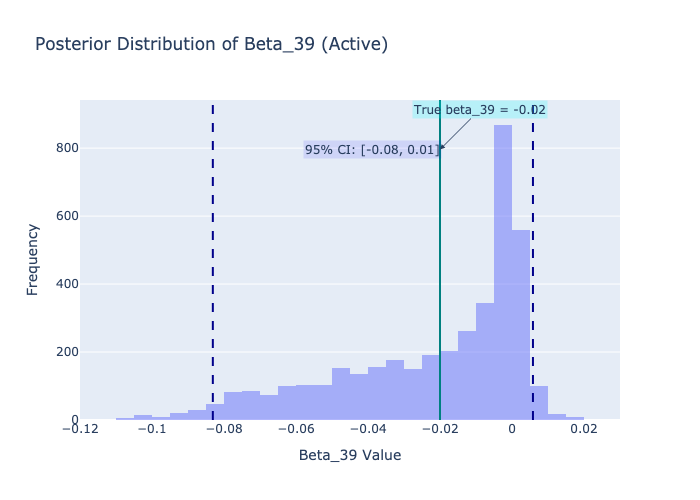 Posterior Distribution of Beta_39 (Active)
True beta_39 = -0.02
95% CI: [-0.08, 0.01]
Frequency
800
600
400
200
0
−0.12 −0.1 −0.08 −0.06 −0.04 −0.02 0 0.02
Beta_39 Value